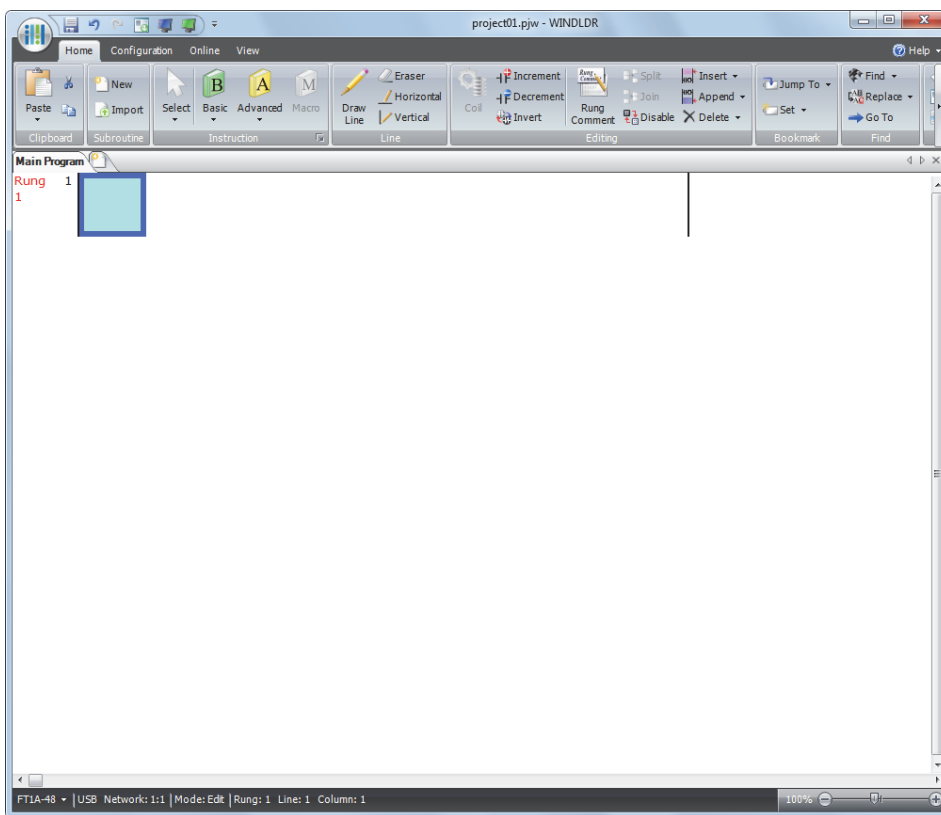 project01.pjw - WINDLDR
Home Configuration Online View Help
Paste New Import Select Basic Advanced Macro Draw Line Eraser Horizontal Vertical Coil Increment Decrement Invert Rung Comment Split Join Disable Insert Append Delete Jump To Set Find Replace Go To
Clipboard Subroutine Instruction Line Editing Bookmark Find
Main Program
Rung 1
1
FT1A-48 | USB Network: 1:1 | Mode: Edit | Rung: 1 Line: 1 Column: 1 100%